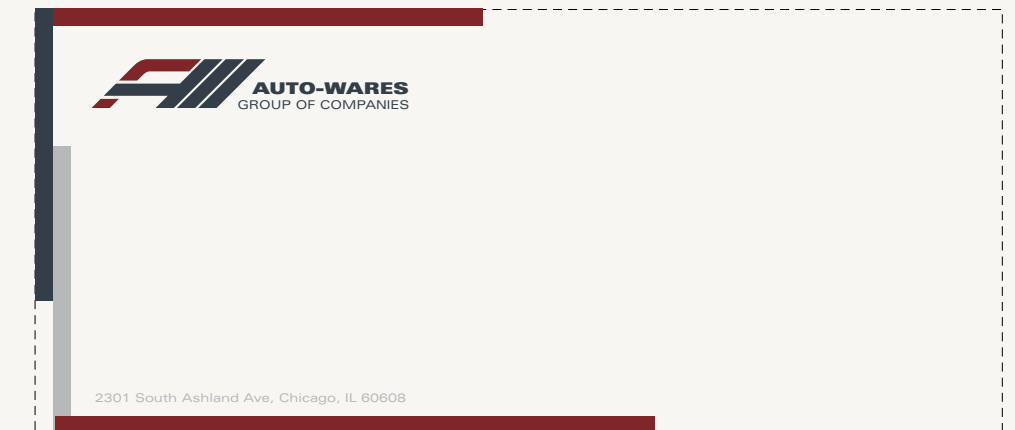 AUTO-WARES
GROUP OF COMPANIES
2301 South Ashland Ave, Chicago, IL 60608